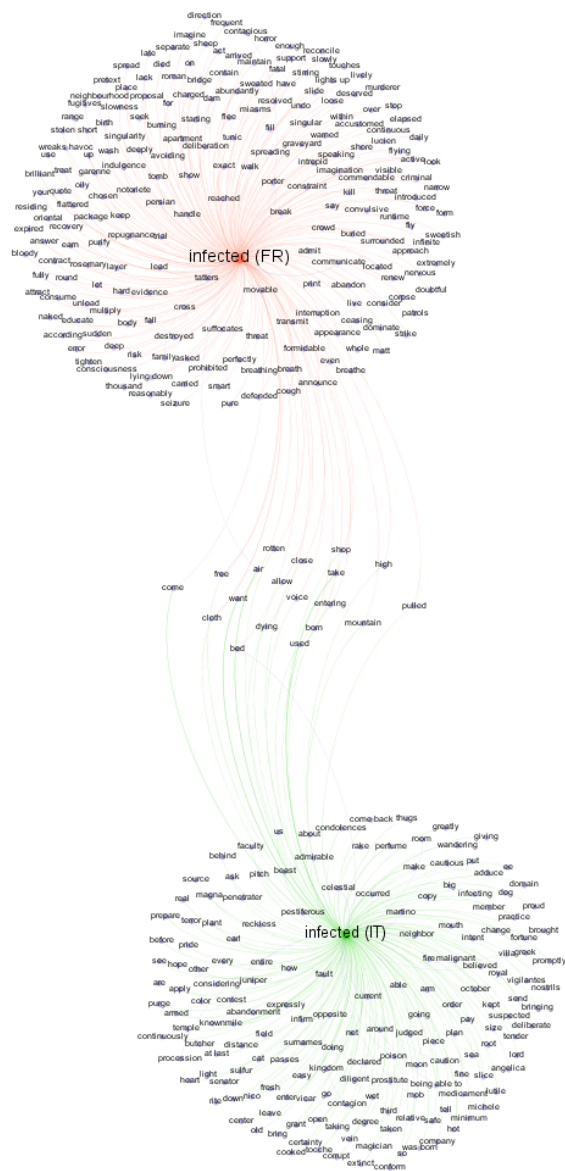 direction
frequent
imagine contagious
separate sheep horror
late act arrived enough reconcile
spread died on maintain support slowly
pretext lack roman bridge contain sweated have stirring touches
place fatal lights up lively
neighbourhood proposal charged abundantly slide deserved murderer
fugitives slowness for dam miasms resolved undo loose over stop
range birth seek burning starting flee fill singular within accustomed elapsed
stolen short singularity apartment tunic graveyard warned shore lucien continuous daily
wreaks havoc wash deeply deliberation spreading speaking flying
use up avoiding exact walk intrepid imagination visible active look
brilliant treat garenne indulgence tomb show porter constraint commendable criminal
your quote oily notoriete reached kill threat introduced narrow
residing flattered chosen persian break say convulsive runtime force form
oriental package keep handle crowd buried fly sweetish
expired recovery repugnance trial surrounded infinite
answer earn purify infected (FR) admit communicate approach extremely
bloody contract rosemary layer lead tatters located renew nervous
fully round let hard evidence movable print abandon corpse doubtful
attract consume unload cross live consider patrols
naked multiply interruption ceasing dominate
educate body fall transmit appearance strike
according sudden destroyed suffocates threat formidable whole matt
error deep risk family asked perfectly even
tighten prohibited breathing breath breathe
consciousness lying down carried smart announce
thousand reasonably cough
seizure pure defended
rotten shop
close
free air take high
come allow
want voice entering pulled
cloth dying born mountain
bed used
come back thugs
us about condolences greatly giving
faculty rake perfume room wandering
behind admirable
source ask pitch beast make cautious put ee
real magna penetrater celestial occurred copy big adduce domain
infecting dog
prepare terror plant reckless pestiferous martino member proud
before pride earl infected (IT) neighbor mouth practice
see hope other every entire intent change brought
fortune
are apply considering juniper how fault fire malignant villa greek promptly
purge color contest current able believed royal vigilantes
armed abandonment expressly opposite arm october nostrils
temple knownmile infirm going order kept send bringing
continuously butcher field net around judged plan suspected deliberate
procession distance surnames doing piece size tender
at last cat passes kingdom declared poison moon caution sea root lord
heart light sulfur easy diligent prostitute being able to fine slice angelica
senator fresh pay hot
rite down nico enter vicar go wet mob medicament iutile
leave contagion tell minimum
center grant open taking degree third relative safe michele
old bring certainty vein taken company
cooked touche corrupt magician was born so
extinct conform